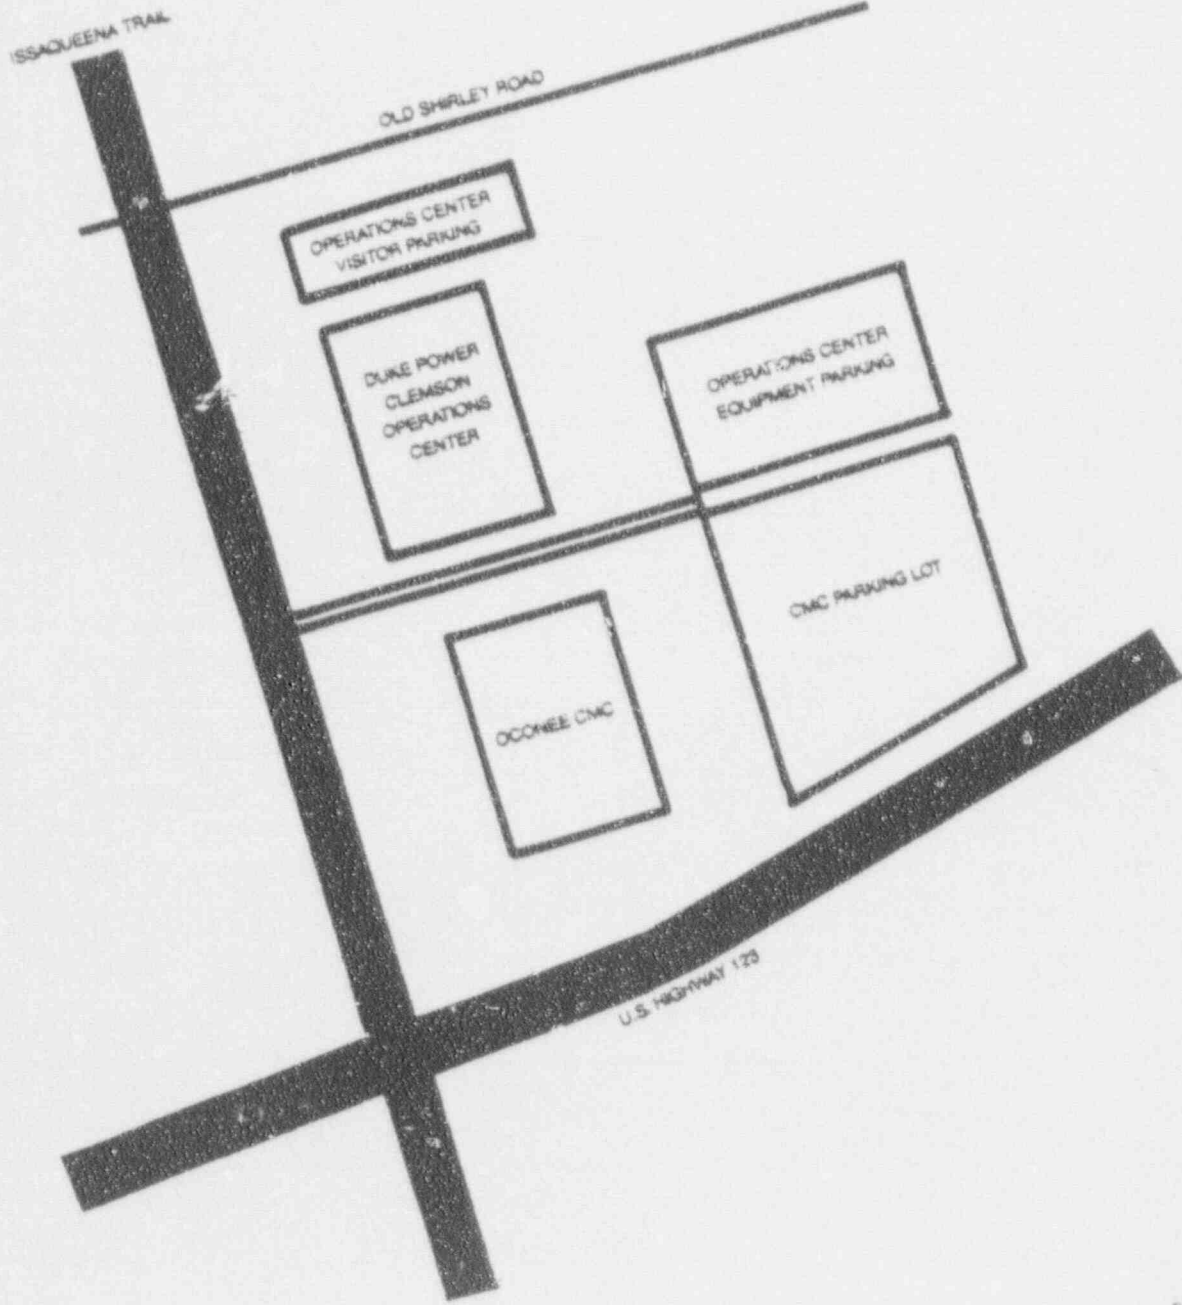 ISSAQUEENA TRAIL
OLD SHIRLEY ROAD
OPERATIONS CENTER
VISITOR PARKING
DUKE POWER
CLEMSON
OPERATIONS
CENTER
OPERATIONS CENTER
EQUIPMENT PARKING
CMC PARKING LOT
OCONEE CMC
U.S. HIGHWAY 123